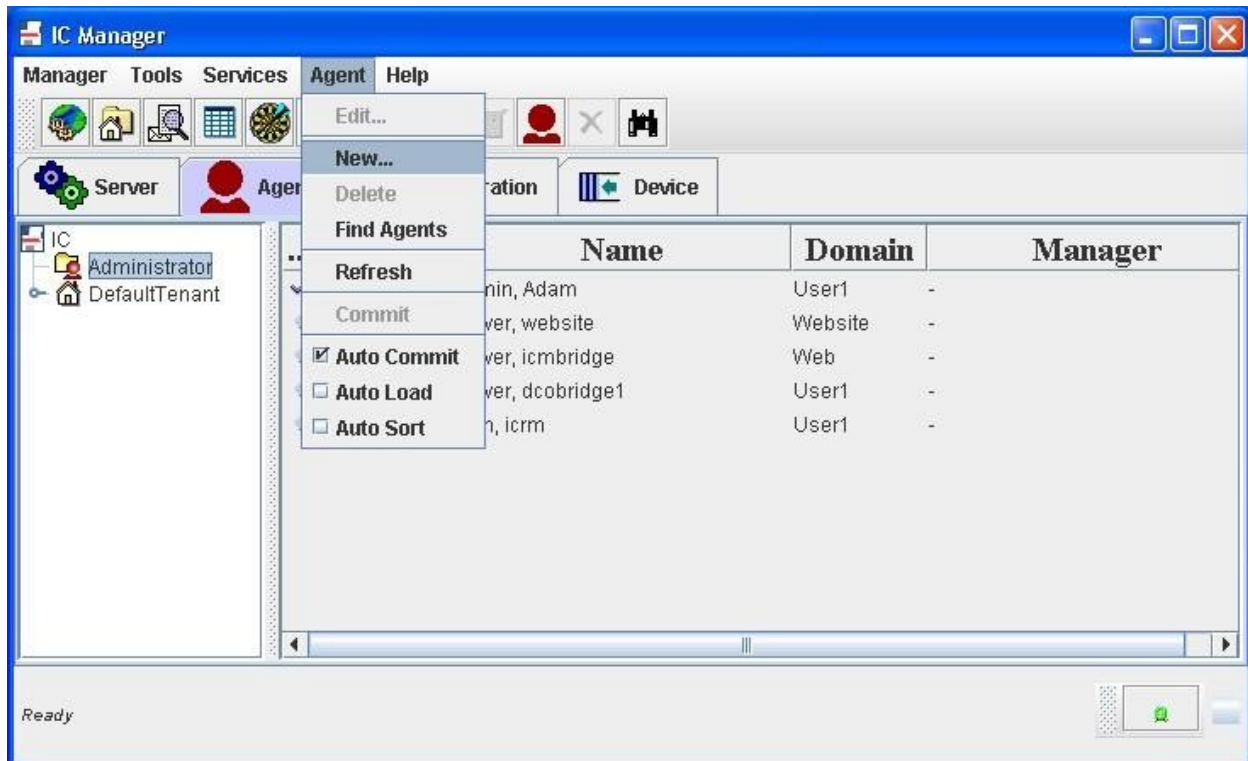 IC Manager
Manager Tools Services Agent Help
Edit...
New...
Delete
Find Agents
Refresh
Commit
Auto Commit
Auto Load
Auto Sort
Server Agen ration Device
IC
Administrator
DefaultTenant
.. Name Domain Manager
nin, Adam User1 -
ver, website Website -
ver, icmbridge Web -
ver, dcobridge1 User1 -
n, icrm User1 -
Ready